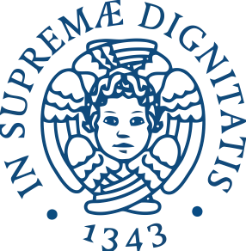 IN SUPREMÆ DIGNITATIS
1343